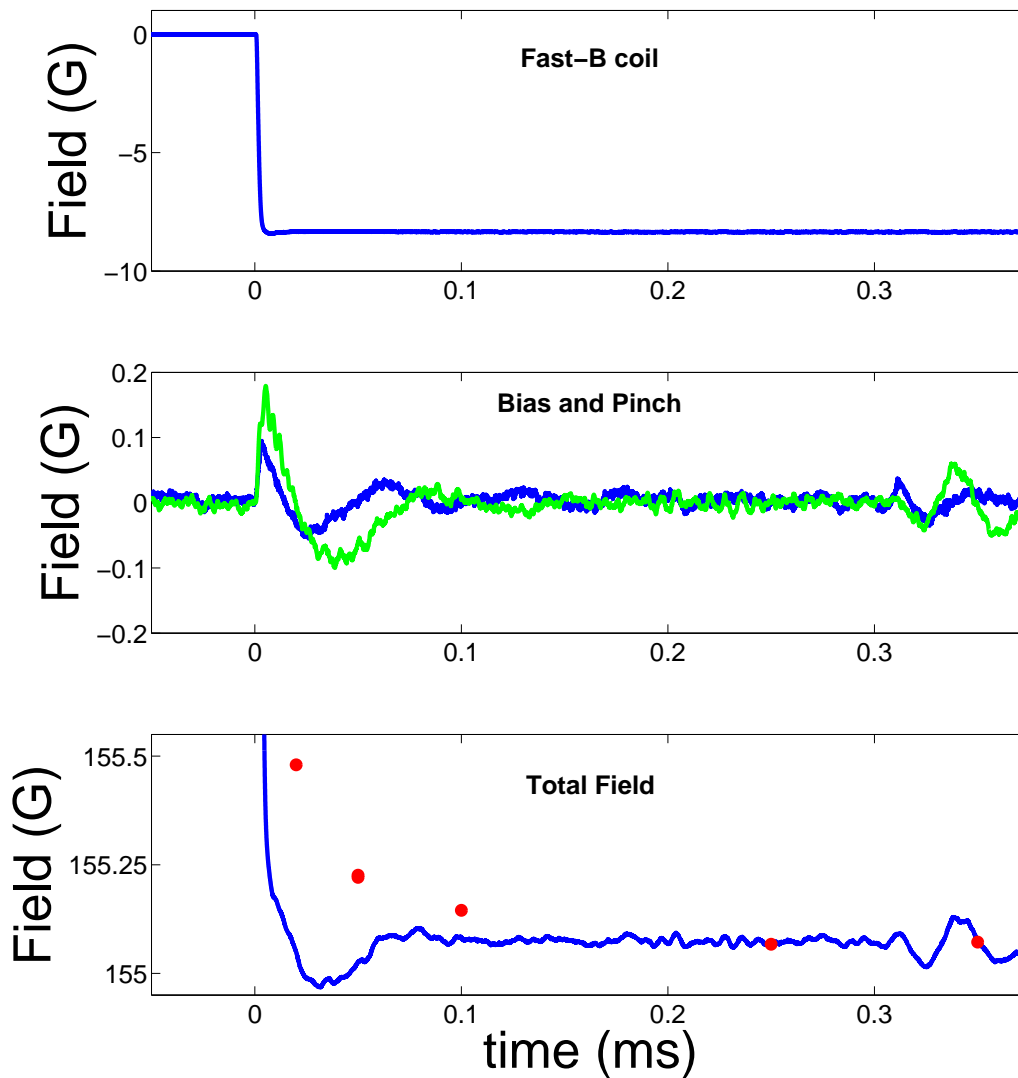 Field (G)
Fast−B coil
0
−5
−10
0 0.1 0.2 0.3
Field (G)
Bias and Pinch
0.2
0.1
0
−0.1
−0.2
0 0.1 0.2 0.3
Field (G)
Total Field
155.5
155.25
155
0 0.1 0.2 0.3
time (ms)